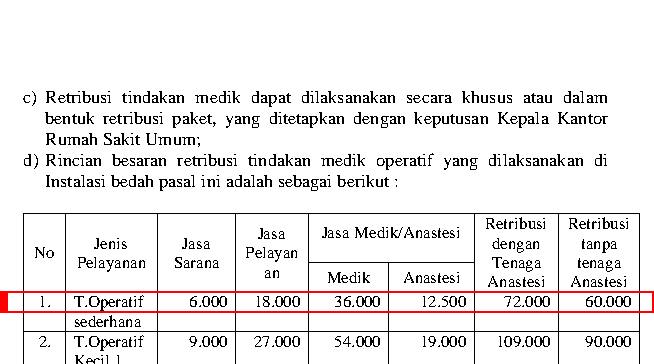 c) Retribusi tindakan medik dapat dilaksanakan secara khusus atau dalam
bentuk retribusi paket, yang ditetapkan dengan keputusan Kepala Kantor
Rumah Sakit Umum;
d) Rincian besaran retribusi tindakan medik operatif yang dilaksanakan di
Instalasi bedah pasal ini adalah sebagai berikut :
No Jenis Pelayanan Jasa Sarana Jasa Pelayan an Jasa Medik/Anastesi Retribusi dengan Tenaga Anastesi Retribusi tanpa tenaga Anastesi
Medik Anastesi
1. T.Operatif 6.000 18.000 36.000 12.500 72.000 60.000
sederhana
2. T.Operatif 9.000 27.000 54.000 19.000 109.000 90.000
Kecil 1